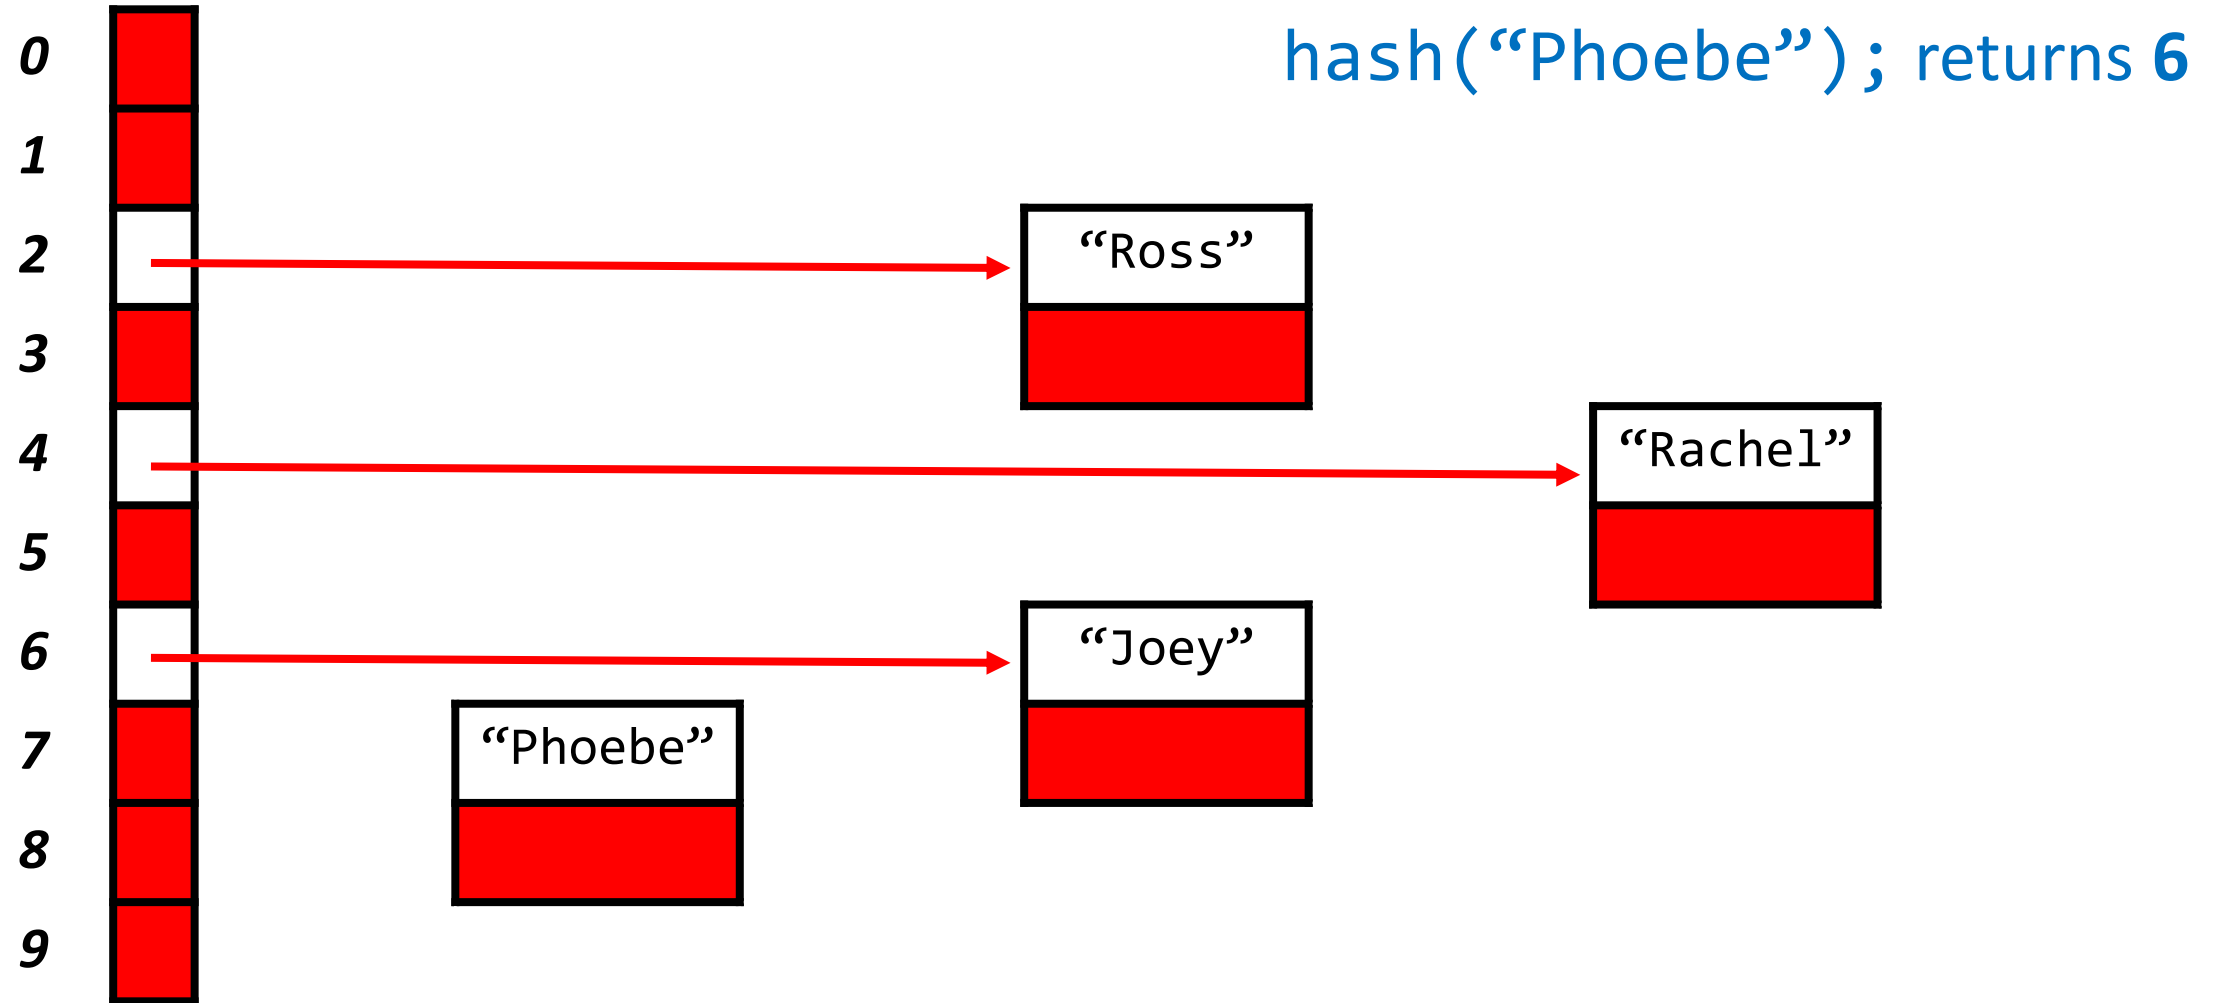 hash(“Phoebe”); returns 6
0
1
2
“Ross”
3
4
“Rachel”
5
6
“Joey”
7
“Phoebe”
8
9